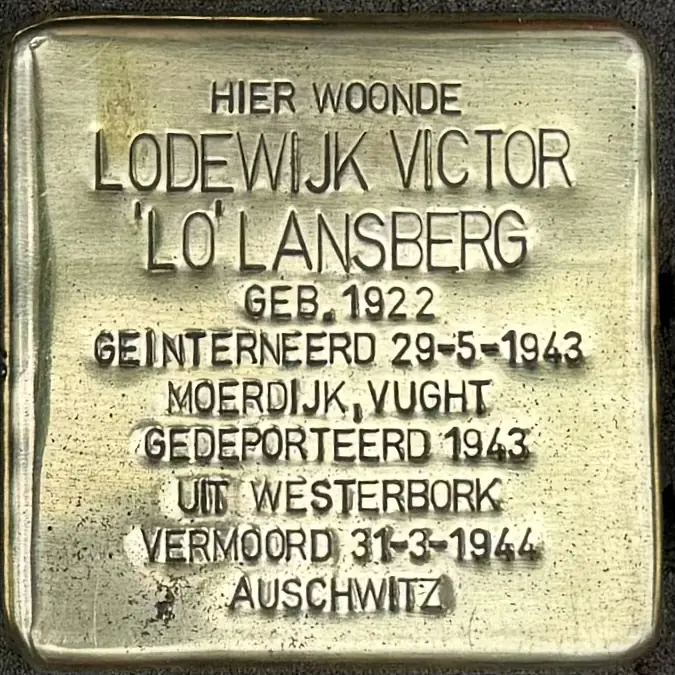 HIER WOONDE
LODEWIJK VICTOR
'LO' LANSBERG
GEB. 1922
GEINTERNEERD 29-5-1943
MOERDIJK, VUGHT
GEDEPORTEERD 1943
UIT WESTERBORK
VERMOORD 31-3-1944
AUSCHWITZ